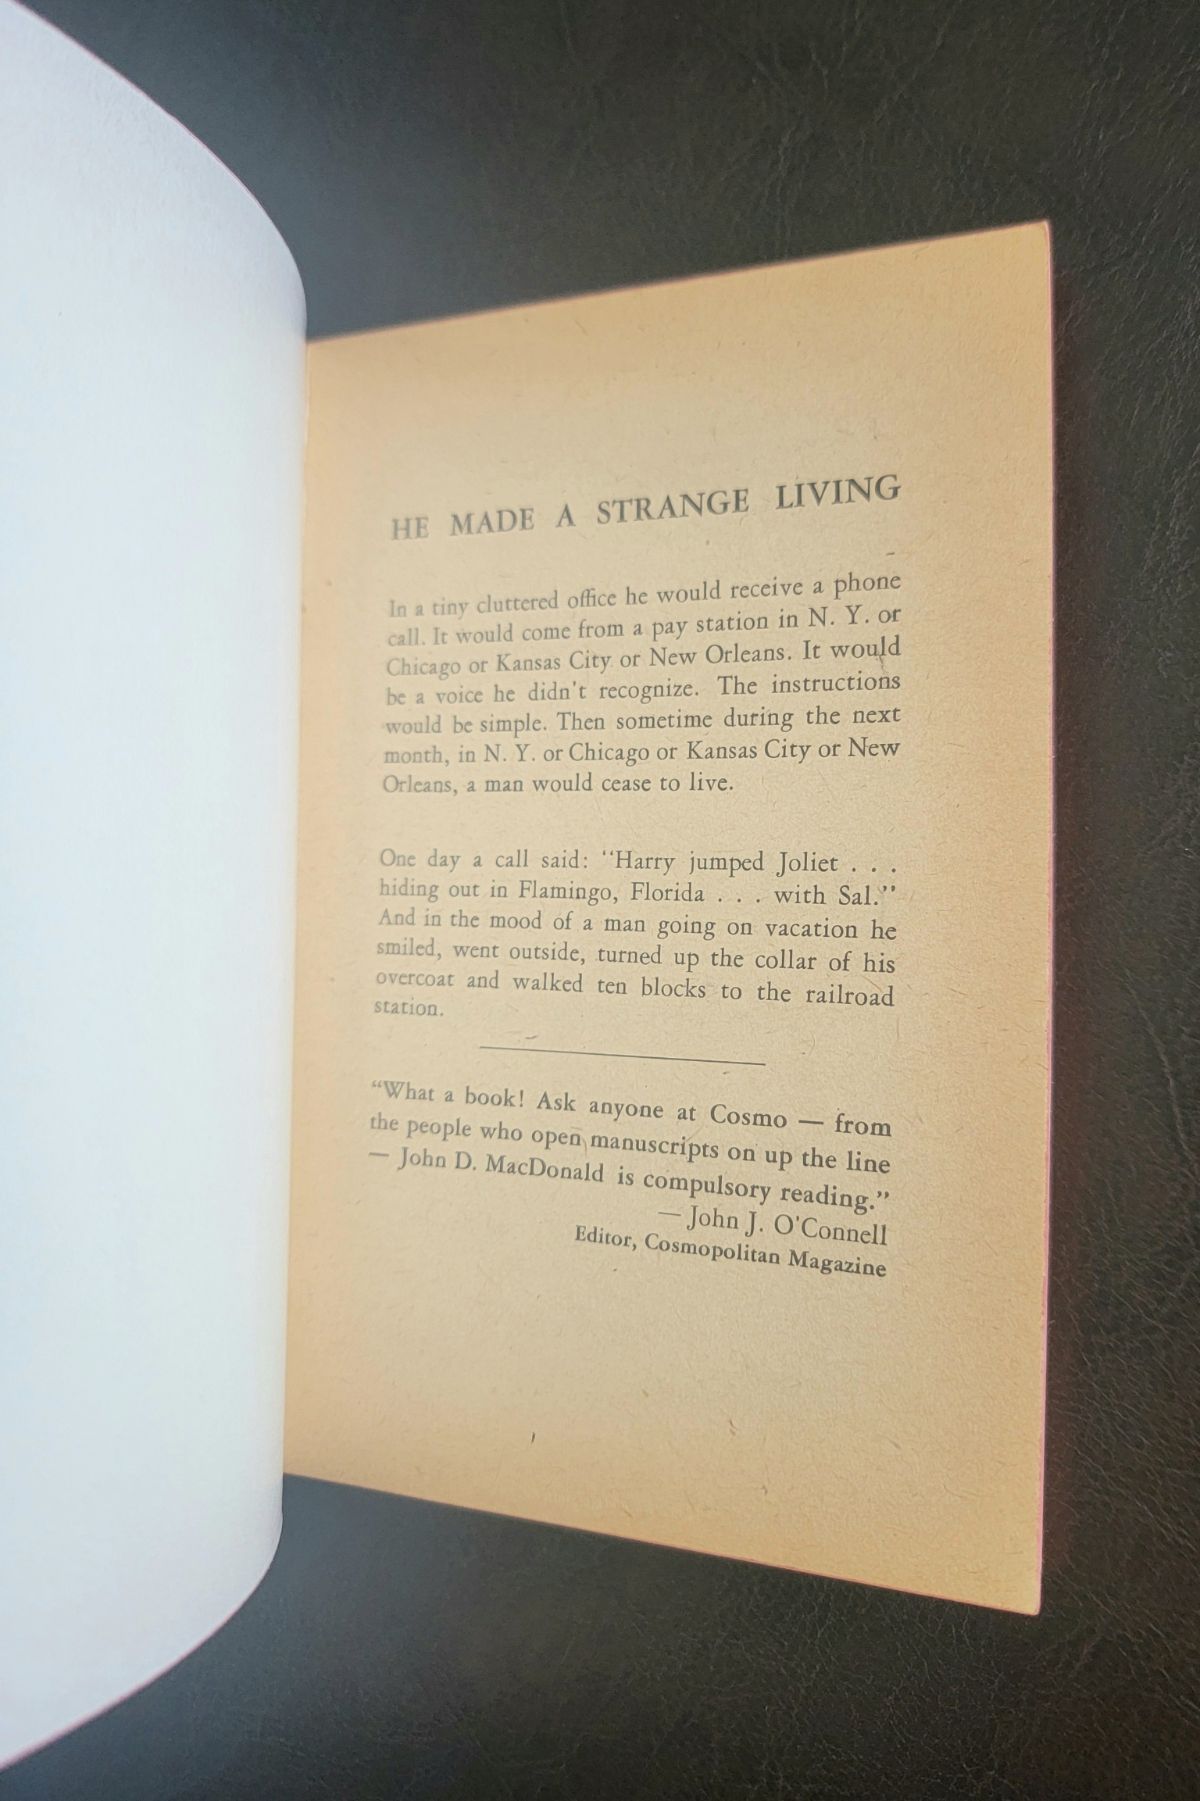 HE MADE A STRANGE LIVING
In a tiny cluttered office he would receive a phone
call. It would come from a pay station in N. Y. or
Chicago or Kansas City or New Orleans. It would
be a voice he didn't recognize. The instructions
would be simple. Then sometime during the next
month, in N. Y. or Chicago or Kansas City or New
Orleans, a man would cease to live.
One day a call said: "Harry jumped Joliet . . .
hiding out in Flamingo, Florida . . . with Sal."
And in the mood of a man going on vacation he
smiled, went outside, turned up the collar of his
overcoat and walked ten blocks to the railroad
station.
"What a book! Ask anyone at Cosmo — from
the people who open manuscripts on up the line
— John D. MacDonald is compulsory reading."
— John J. O'Connell
Editor, Cosmopolitan Magazine